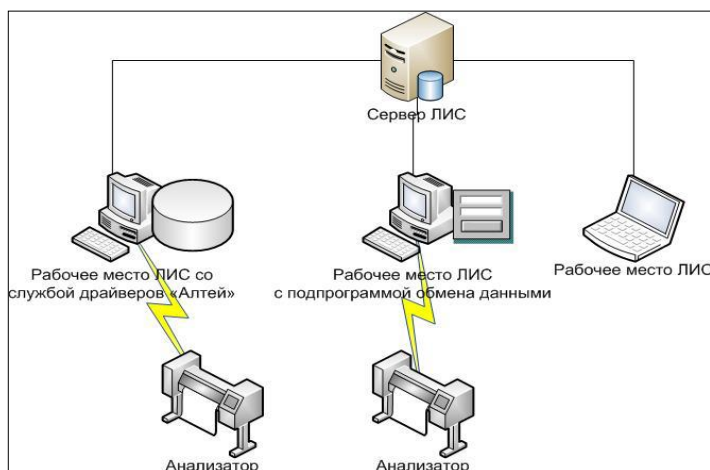 Сервер ЛИС
Рабочее место ЛИС со
службой драйверов «Алтей»
Рабочее место ЛИС
с подпрограммой обмена данными
Рабочее место ЛИС
Анализатор
Анализатор